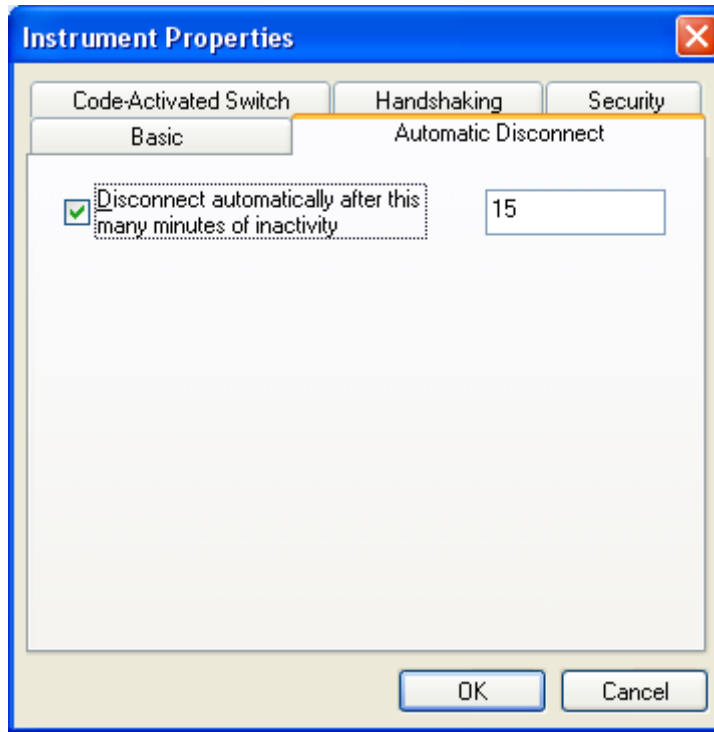 Instrument Properties
Code-Activated Switch
Handshaking
Security
Basic
Automatic Disconnect
Disconnect automatically after this
many minutes of inactivity
15
OK
Cancel